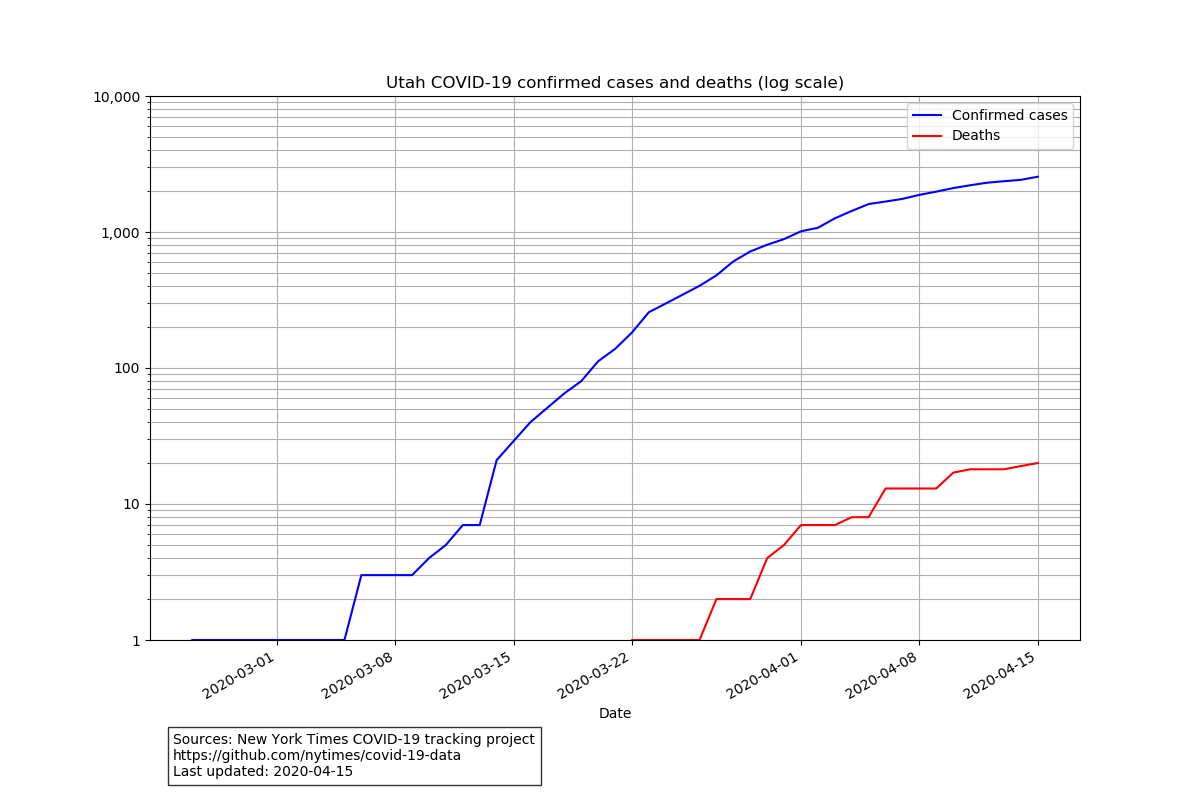 Utah COVID-19 confirmed cases and deaths (log scale)
10,000
1,000
100
10
1
Confirmed cases
Deaths
2020-03-01
2020-03-08
2020-03-15
2020-03-22
2020-04-01
2020-04-08
2020-04-15
Date
Sources: New York Times COVID-19 tracking project
https://github.com/nytimes/covid-19-data
Last updated: 2020-04-15